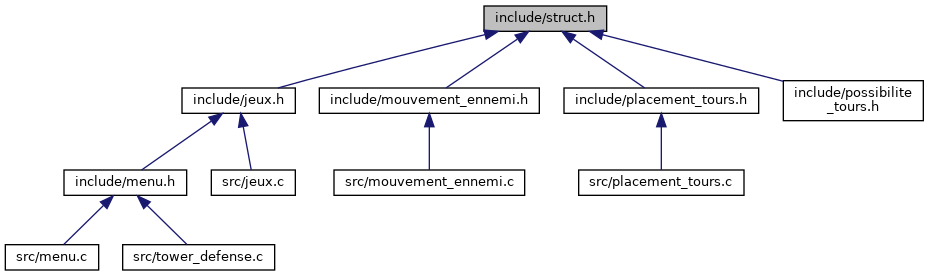 include/struct.h
include/jeux.h
include/mouvement_ennemi.h
include/placement_tours.h
include/possibilite
_tours.h
include/menu.h
src/jeux.c
src/mouvement_ennemi.c
src/placement_tours.c
src/menu.c
src/tower_defense.c